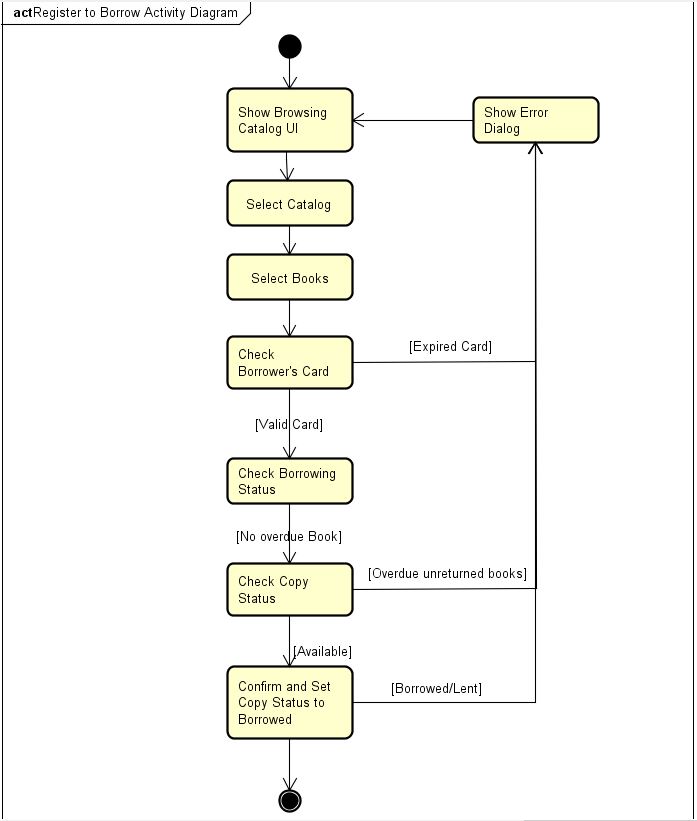 actRegister to Borrow Activity Diagram
Show Browsing
Catalog UI
Show Error
Dialog
Select Catalog
Select Books
Check
Borrower's Card
[Expired Card]
[Valid Card]
Check Borrowing
Status
[No overdue Book]
Check Copy
Status
[Overdue unreturned books]
[Available]
Confirm and Set
Copy Status to
Borrowed
[Borrowed/Lent]